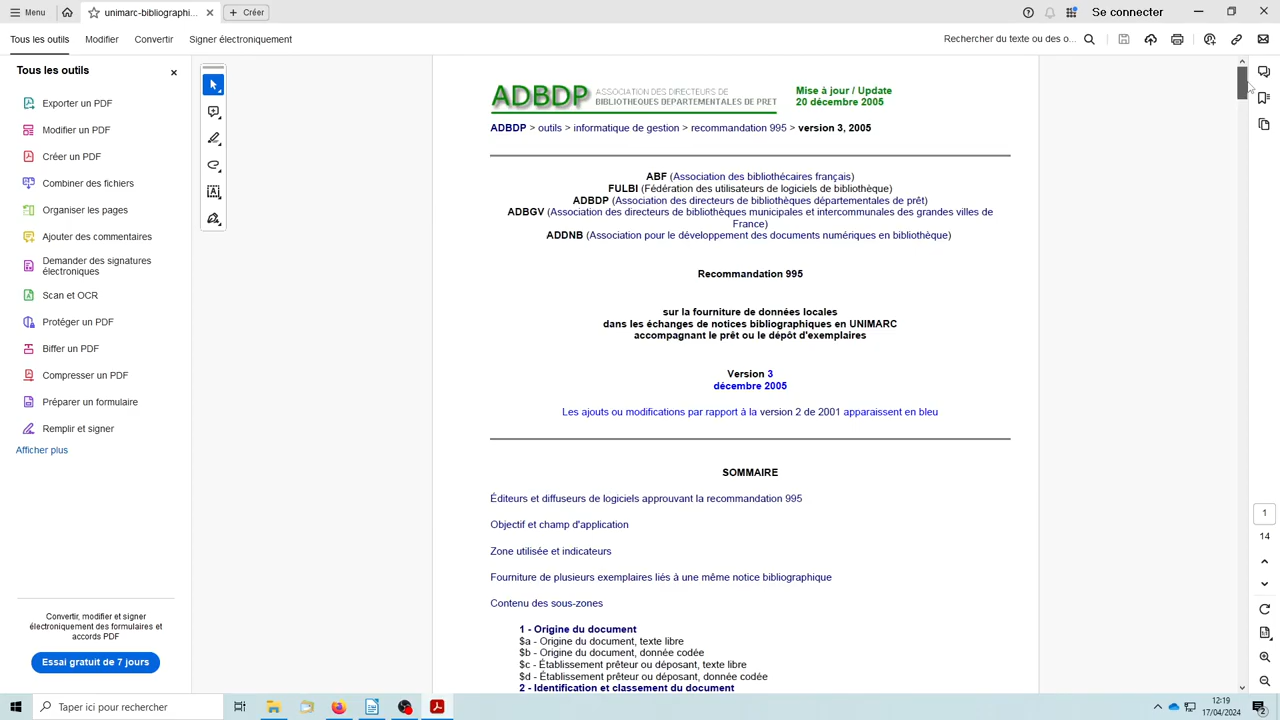 Menu
unimarc-bibliographi...
Créer
Se connecter
Tous les outils
Modifier
Convertir
Signer électroniquement
Rechercher du texte ou des o...
Tous les outils
Exporter un PDF
Modifier un PDF
Créer un PDF
Combiner des fichiers
Organiser les pages
Ajouter des commentaires
Demander des signatures
électroniques
Scan et OCR
Protéger un PDF
Biffer un PDF
Compresser un PDF
Préparer un formulaire
Remplir et signer
Afficher plus
Convertir, modifier et signer
électroniquement des formulaires et
accords PDF
Essai gratuit de 7 jours
ADBDP
ASSOCIATION DES DIRECTEURS DE
BIBLIOTHEQUES DEPARTEMENTALES DE PRET
Mise à jour / Update
20 décembre 2005
ADBDP > outils > informatique de gestion > recommandation 995 > version 3, 2005
ABF (Association des bibliothécaires français)
FULBI (Fédération des utilisateurs de logiciels de bibliothèque)
ADBDP (Association des directeurs de bibliothèques départementales de prêt)
ADBGV (Association des directeurs de bibliothèques municipales et intercommunales des grandes villes de
France)
ADDNB (Association pour le développement des documents numériques en bibliothèque)
Recommandation 995
sur la fourniture de données locales
dans les échanges de notices bibliographiques en UNIMARC
accompagnant le prêt ou le dépôt d'exemplaires
Version 3
décembre 2005
Les ajouts ou modifications par rapport à la version 2 de 2001 apparaissent en bleu
SOMMAIRE
Éditeurs et diffuseurs de logiciels approuvant la recommandation 995
Objectif et champ d'application
Zone utilisée et indicateurs
Fourniture de plusieurs exemplaires liés à une même notice bibliographique
Contenu des sous-zones
1 - Origine du document
$a - Origine du document, texte libre
$b - Origine du document, donnée codée
$c - Établissement prêteur ou déposant, texte libre
$d - Établissement prêteur ou déposant, donnée codée
2 - Identification et classement du document
1
14
Taper ici pour rechercher
12:19
17/04/2024
2